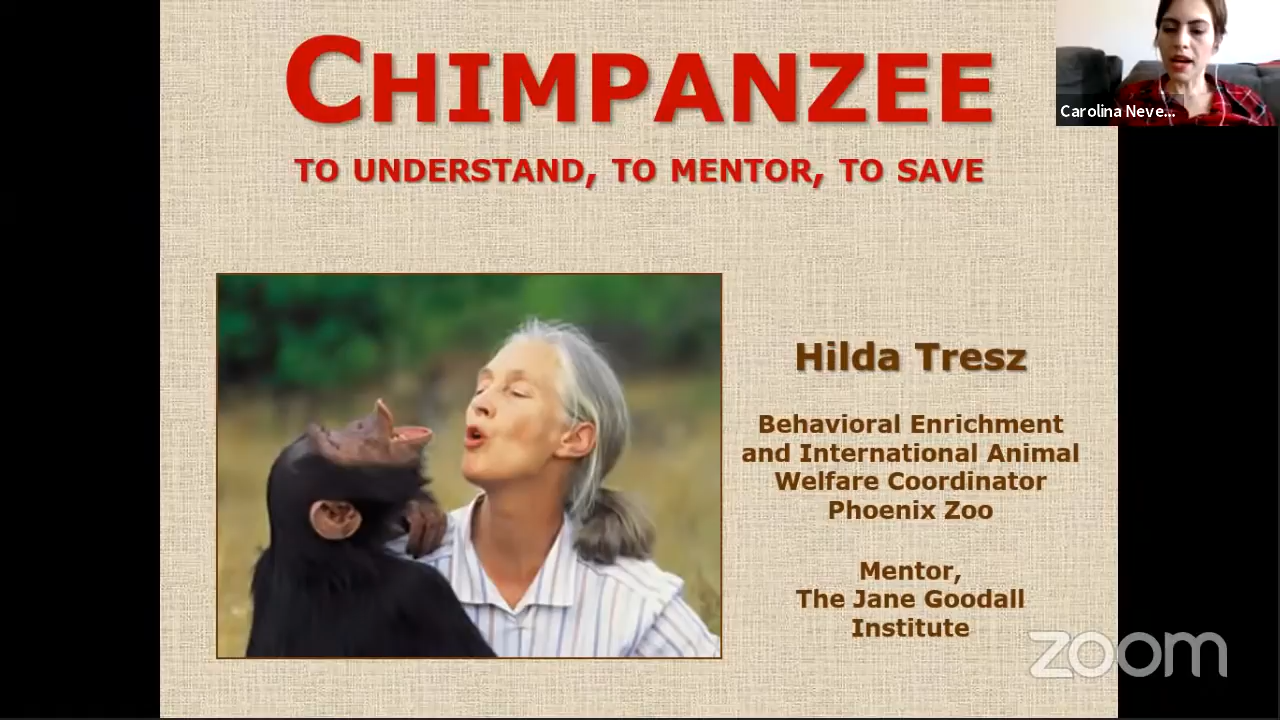 CHIMPANZEE
TO UNDERSTAND, TO MENTOR, TO SAVE
Carolina Neve...
Hilda Tresz
Behavioral Enrichment
and International Animal
Welfare Coordinator
Phoenix Zoo
Mentor,
The Jane Goodall
Institute
zoom